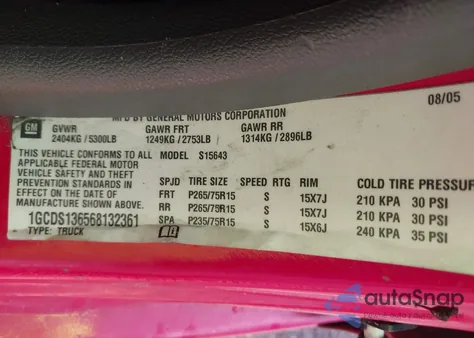 MFD BY GENERAL MOTORS CORPORATION 08/05
GM GVWR GAWR FRT GAWR RR
2404KG / 5300LB 1249KG / 2753LB 1314KG / 2896LB
THIS VEHICLE CONFORMS TO ALL MODEL S15643
APPLICABLE FEDERAL MOTOR
VEHICLE SAFETY AND THEFT SPJD TIRE SIZE SPEED RTG RIM COLD TIRE PRESSUR
PREVENTION STANDARDS IN FRT P265/75R15 S 15X7J 210 KPA 30 PSI
EFFECT ON THE DATE OF RR P265/75R15 S 15X7J 210 KPA 30 PSI
MANUFACTURE SHOWN ABOVE. SPA P235/75R15 S 15X6J 240 KPA 35 PSI
1GCDS136568132361
TYPE: TRUCK
autoSnap